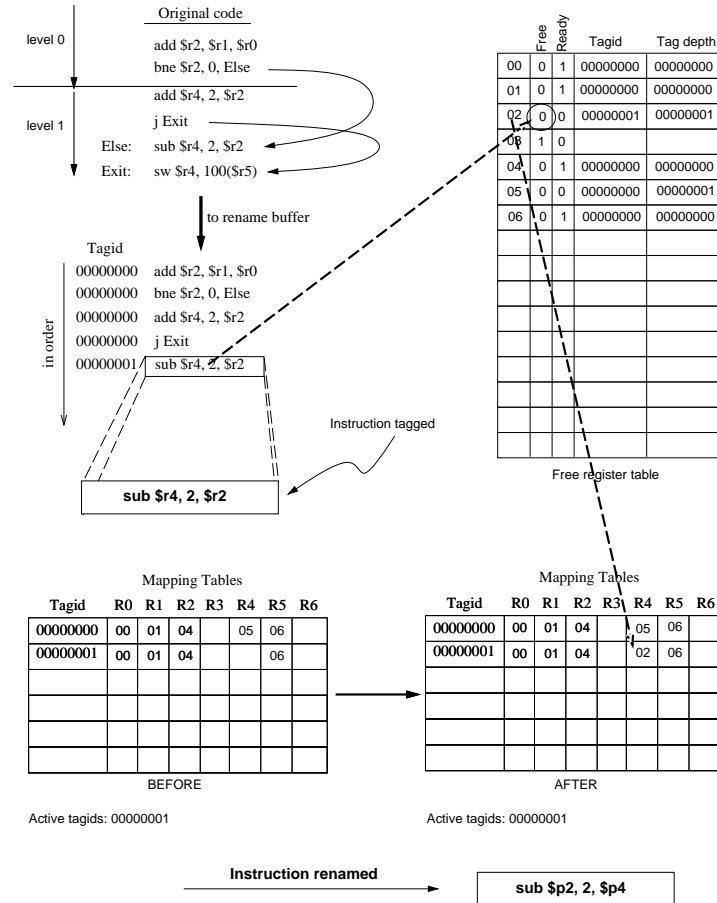 Original code
level 0
add $r2, $r1, $r0
bne $r2, 0, Else
level 1
add $r4, 2, $r2
j Exit
Else: sub $r4, 2, $r2
Exit: sw $r4, 100($r5)
to rename buffer
Tagid
in order
00000000 add $r2, $r1, $r0
00000000 bne $r2, 0, Else
00000000 add $r4, 2, $r2
00000000 j Exit
00000001 sub $r4, 2, $r2
Instruction tagged
sub $r4, 2, $r2
Free Ready Tagid Tag depth
00 0 1 00000000 00000000
01 0 1 00000000 00000000
02 0 0 00000001 00000001
03 1 0
04 0 1 00000000 00000000
05 0 0 00000000 00000001
06 0 1 00000000 00000000
Free register table
Mapping Tables
Tagid R0 R1 R2 R3 R4 R5 R6
00000000 00 01 04 05 06
00000001 00 01 04 06
BEFORE
Active tagids: 00000001
Mapping Tables
Tagid R0 R1 R2 R3 R4 R5 R6
00000000 00 01 04 05 06
00000001 00 01 04 02 06
AFTER
Active tagids: 00000001
Instruction renamed
sub $p2, 2, $p4